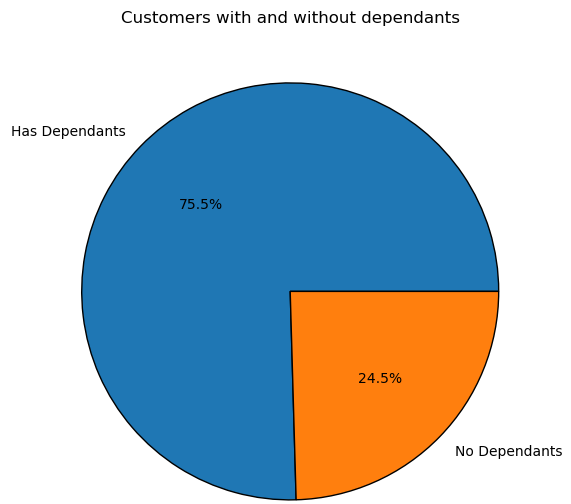 Customers with and without dependants
Has Dependants
75.5%
24.5%
No Dependants